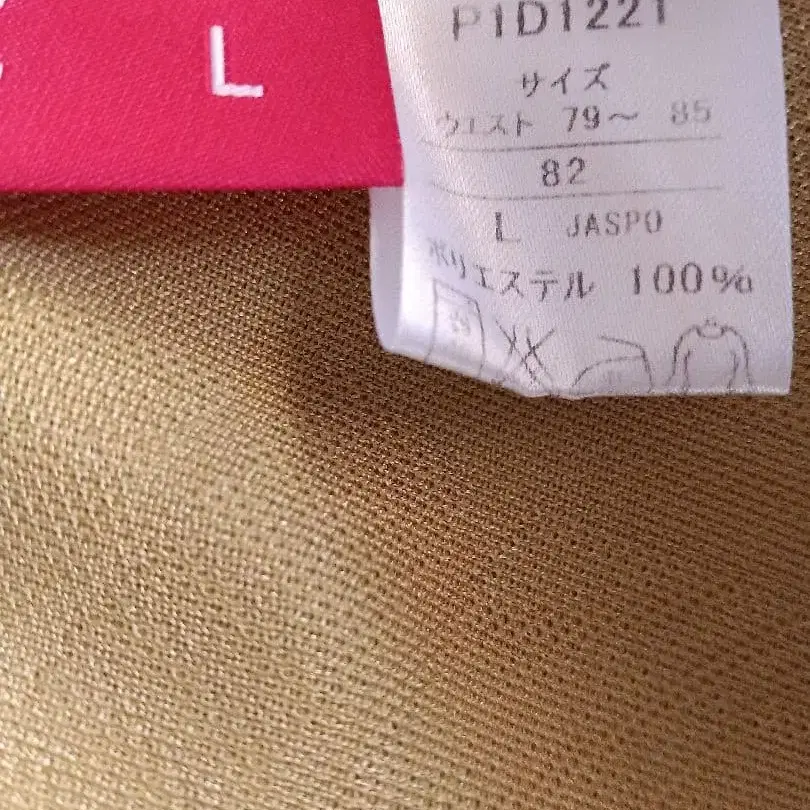 L
P1D1221
サイズ
ウエスト 79～ 85
82
L JASPO
ポリエステル 100%